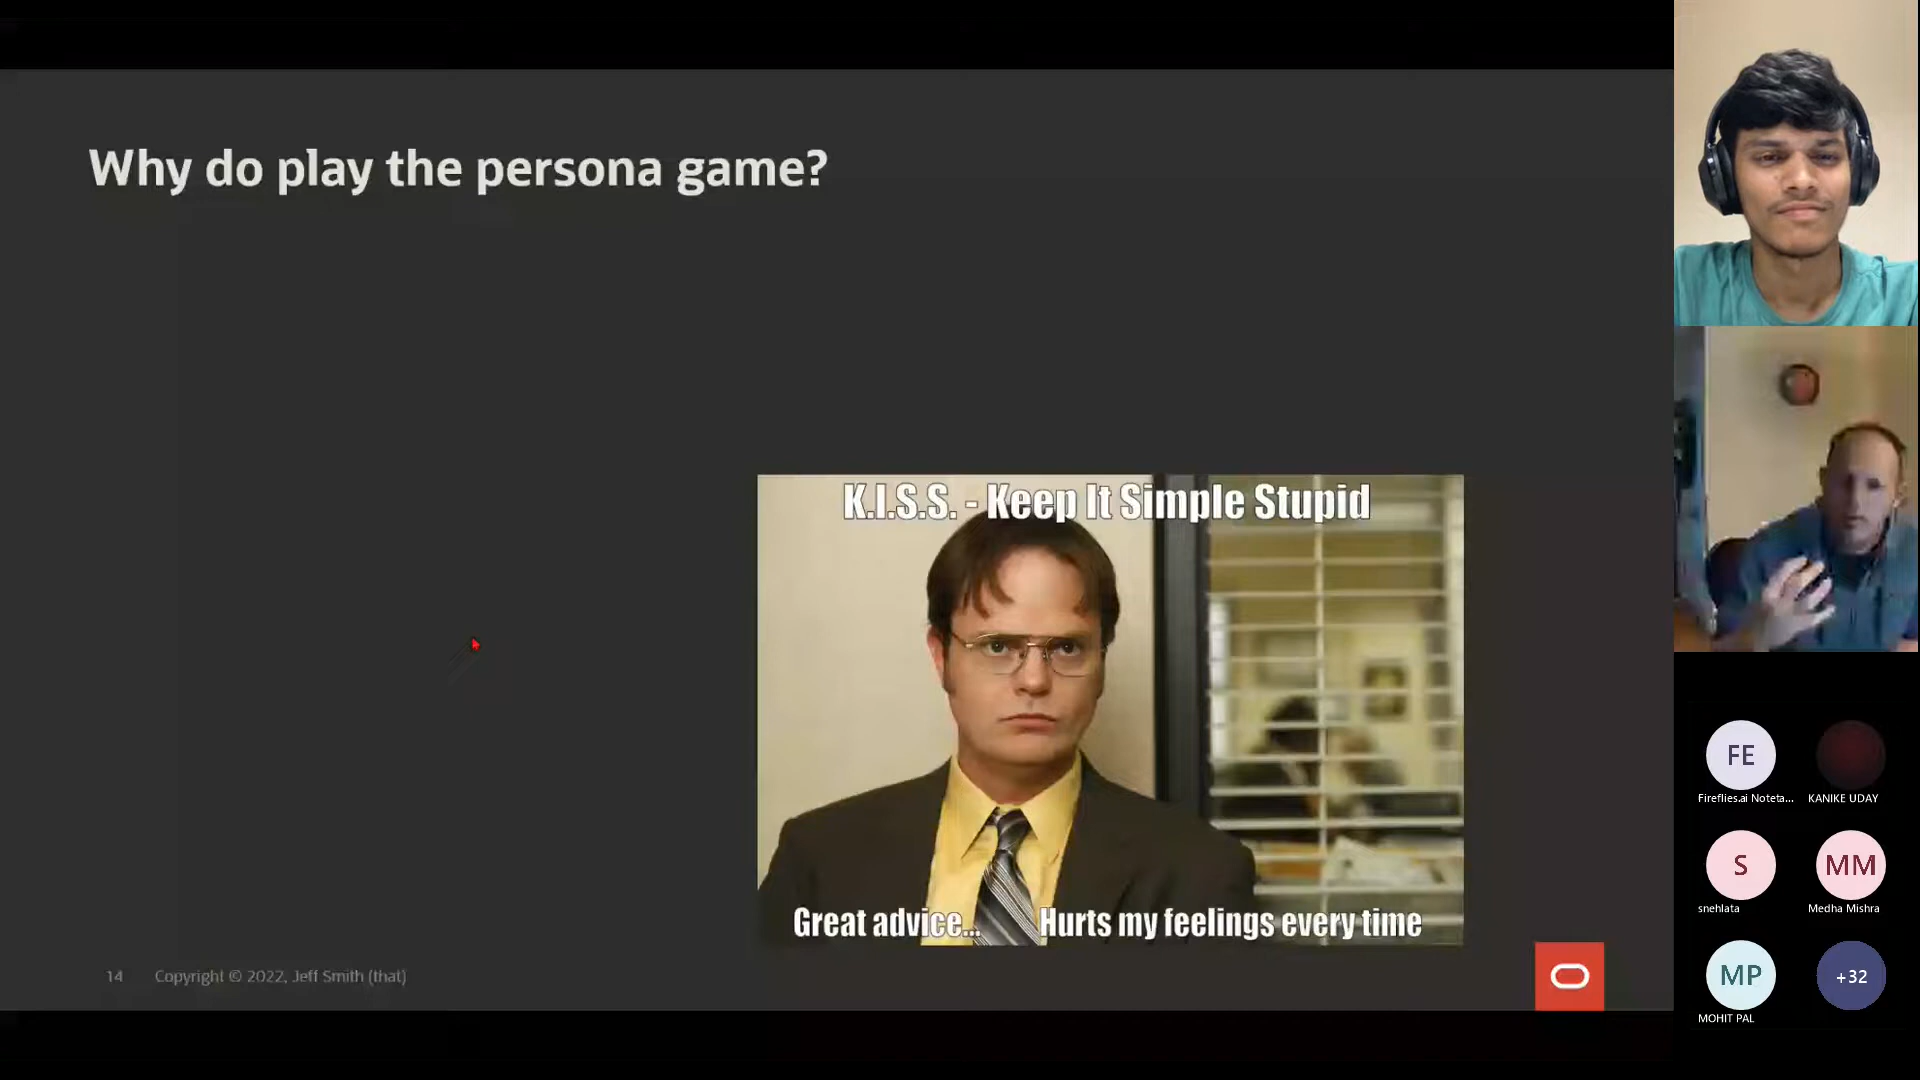 Why do play the persona game?
K.I.S.S. - Keep It Simple Stupid
Great advice... Hurts my feelings every time
14 Copyright © 2022, Jeff Smith (that)
FE
Fireflies.ai Noteta...
KANIKE UDAY
S
MM
snehlata
Medha Mishra
MP
+32
MOHIT PAL